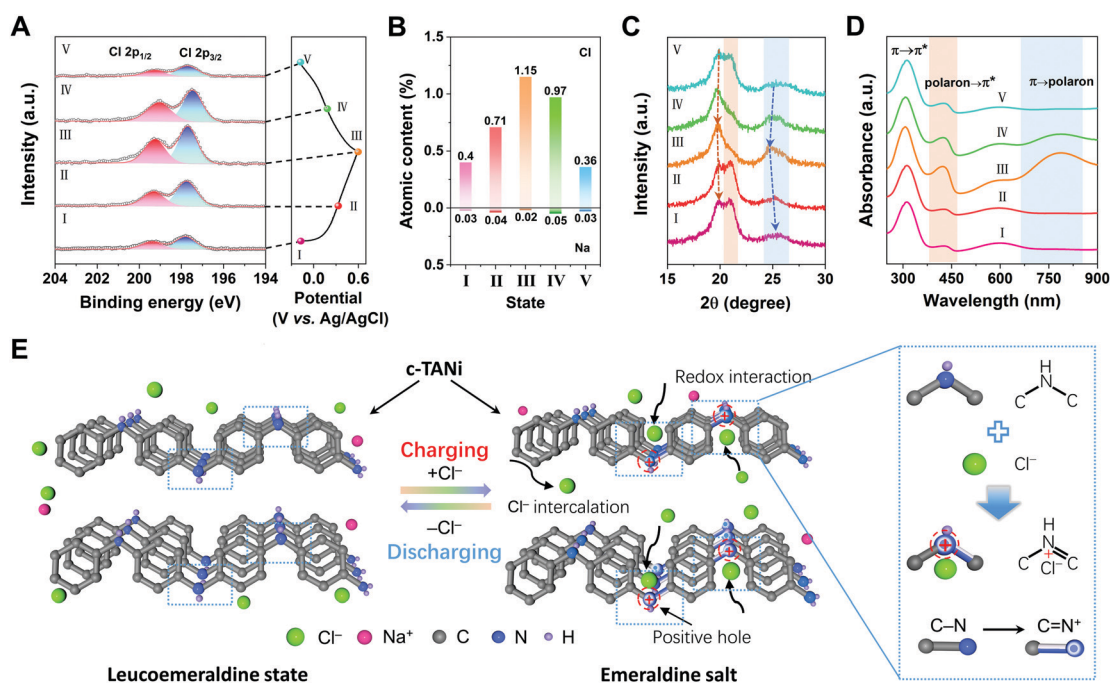 A
Cl 2p1/2
Cl 2p3/2
V
IV
III
II
I
Intensity (a.u.)
204 202 200 198 196 194
Binding energy (eV)
V
IV
III
II
I
0.0 0.6
Potential
(V vs. Ag/AgCl)
B
Atomic content (%)
1.5
1.0
0.5
0.0
0.5
Cl
0.4 0.71 1.15 0.97 0.36
0.03 0.04 0.02 0.05 0.03
Na
I II III IV V
State
C
Intensity (a.u.)
V
IV
III
II
I
15 20 25 30
2θ (degree)
D
Absorbance (a.u.)
π→π*
polaron→π*
π→polaron
V
IV
III
II
I
300 450 600 750 900
Wavelength (nm)
E
c-TANi
Charging
+Cl⁻
−Cl⁻
Discharging
Redox interaction
Cl⁻ intercalation
Positive hole
Cl⁻ Na⁺ C N H
Leucoemeraldine state
Emeraldine salt
H
N
C C
Cl⁻
H
N
C C
+
Cl⁻
C–N C=N⁺